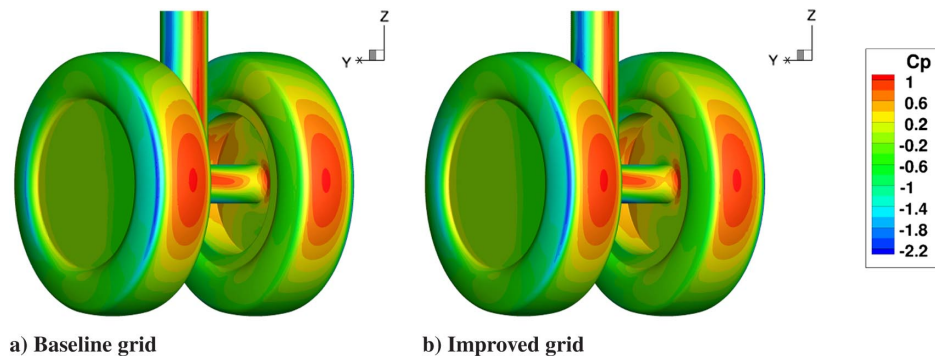 Z
Y
Z
Y
Cp
1
0.6
0.2
-0.2
-0.6
-1
-1.4
-1.8
-2.2
a) Baseline grid
b) Improved grid